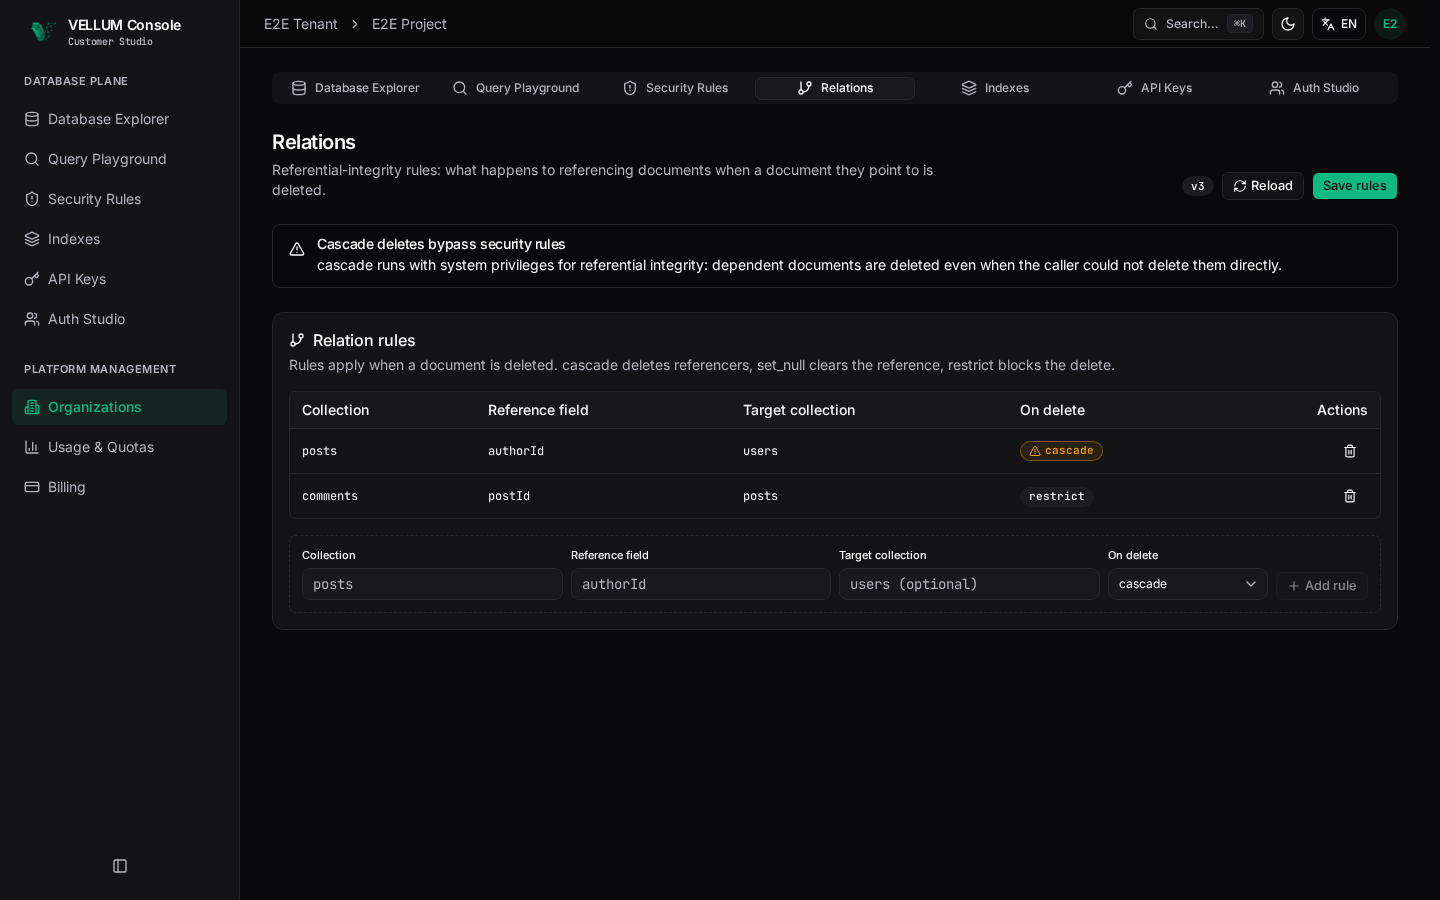 VELLUM Console
Customer Studio
DATABASE PLANE
Database Explorer
Query Playground
Security Rules
Indexes
API Keys
Auth Studio
PLATFORM MANAGEMENT
Organizations
Usage & Quotas
Billing
E2E Tenant > E2E Project
Search... ⌘K EN E2
Database Explorer Query Playground Security Rules Relations Indexes API Keys Auth Studio
Relations
Referential-integrity rules: what happens to referencing documents when a document they point to is
deleted.
v3 Reload Save rules
Cascade deletes bypass security rules
cascade runs with system privileges for referential integrity: dependent documents are deleted even when the caller could not delete them directly.
Relation rules
Rules apply when a document is deleted. cascade deletes referencers, set_null clears the reference, restrict blocks the delete.
Collection Reference field Target collection On delete Actions
posts authorId users cascade
comments postId posts restrict
Collection Reference field Target collection On delete
posts authorId users (optional) cascade + Add rule